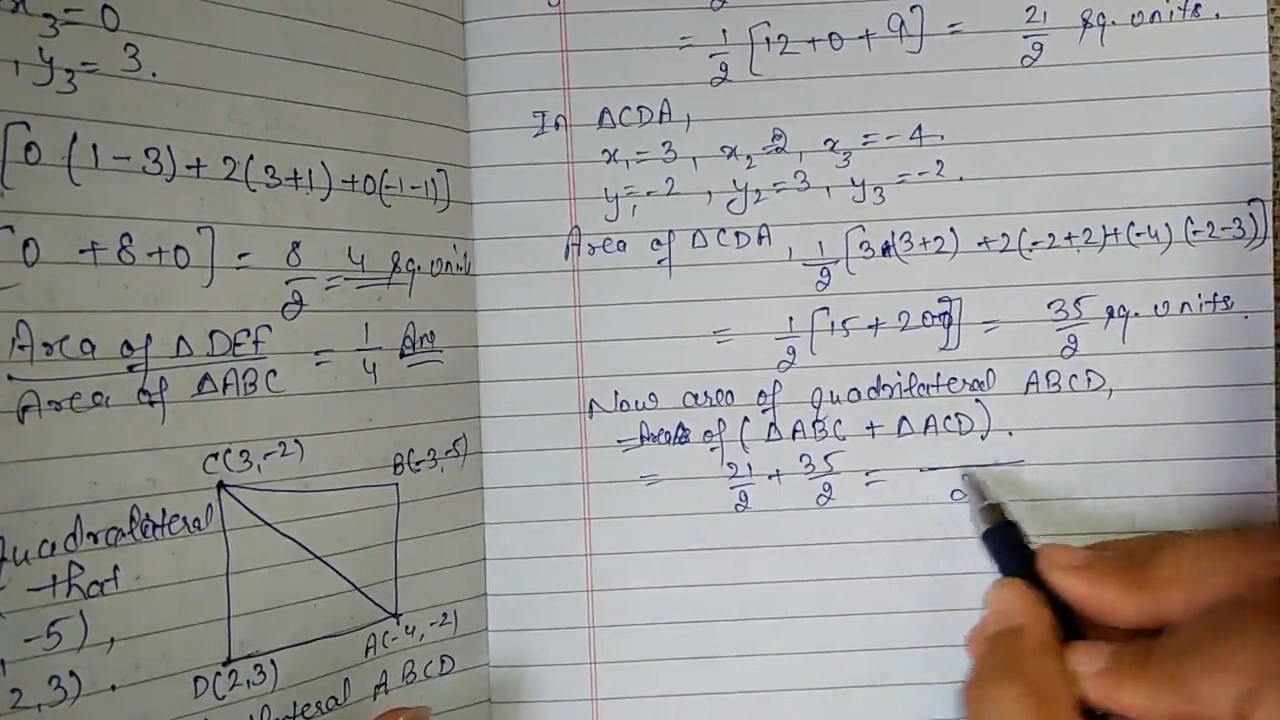 x₃ = 0
, y₃ = 3.
[0 (1-3) + 2(3+1) + 0(-1-1)]
[0 + 8 + 0] = 8/2 = 4 sq. unit
Area of ΔDEF / Area of ΔABC = 1/4 Ans
C(3,-2) B(-3,-5)
Quadrcalateral
that
-5),
2,3).
D(2,3) A(-4,-2)
ABCD
= 1/2 [12 + 0 + 9] = 21/2 sq. units.
In ΔCDA,
x₁ = 3, x₂ = 2, x₃ = -4.
y₁ = -2, y₂ = 3, y₃ = -2.
Area of ΔCDA, 1/2 [3(3+2) + 2(-2+2) + (-4) (-2-3)]
= 1/2 [15 + 20] = 35/2 sq. units.
Now area of quadrilateral ABCD,
= Area of (ΔABC + ΔACD).
= 21/2 + 35/2 =